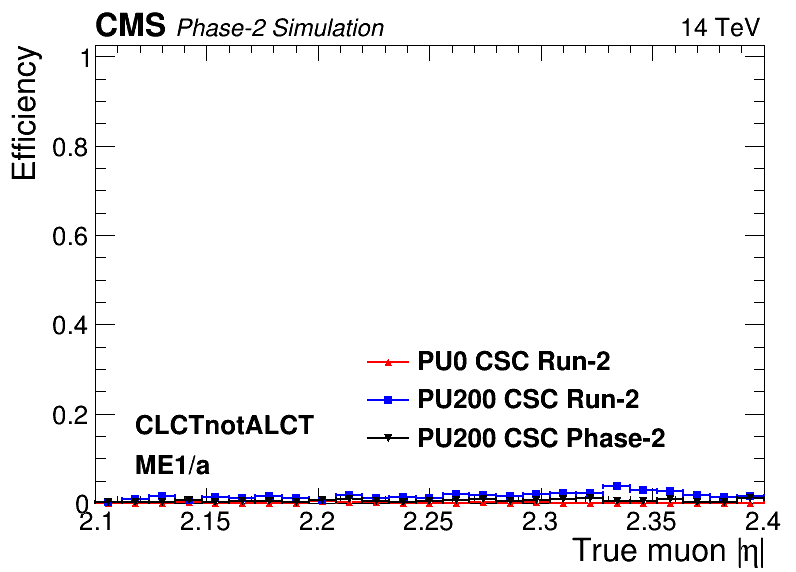 CMS Phase-2 Simulation 14 TeV
Efficiency
1
0.8
0.6
0.4
0.2
0
PU0 CSC Run-2
PU200 CSC Run-2
PU200 CSC Phase-2
CLCTnotALCT
ME1/a
2.1 2.15 2.2 2.25 2.3 2.35 2.4
True muon |η|